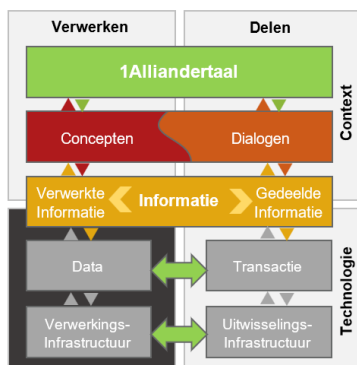 Verwerken
Delen
1Alliandertaal
Concepten
Dialogen
Context
Verwerkte
Informatie
Informatie
Gedeelde
Informatie
Data
Transactie
Technologie
Verwerkings-
Infrastructuur
Uitwisselings-
Infrastructuur